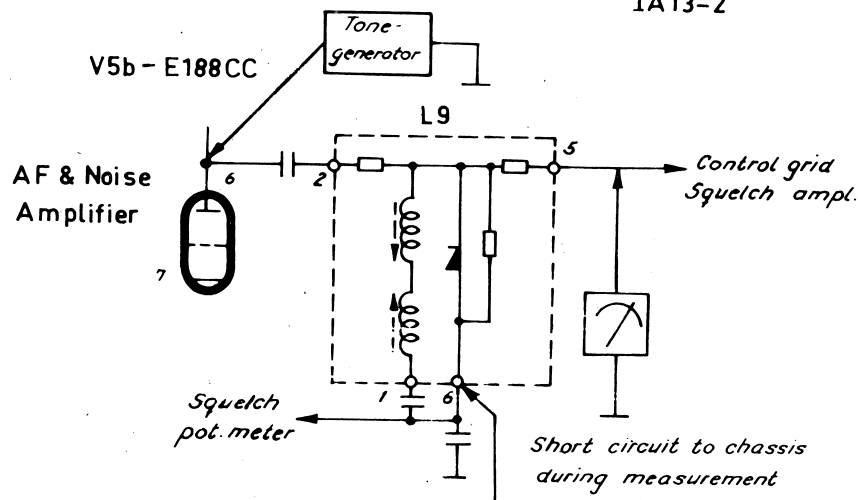 1A13-2
Tone-
generator
V5b - E188CC
L9
AF & Noise
Amplifier
6
7
2
5
Control grid
Squelch ampl.
1
6
Squelch
pot. meter
Short circuit to chassis
during measurement